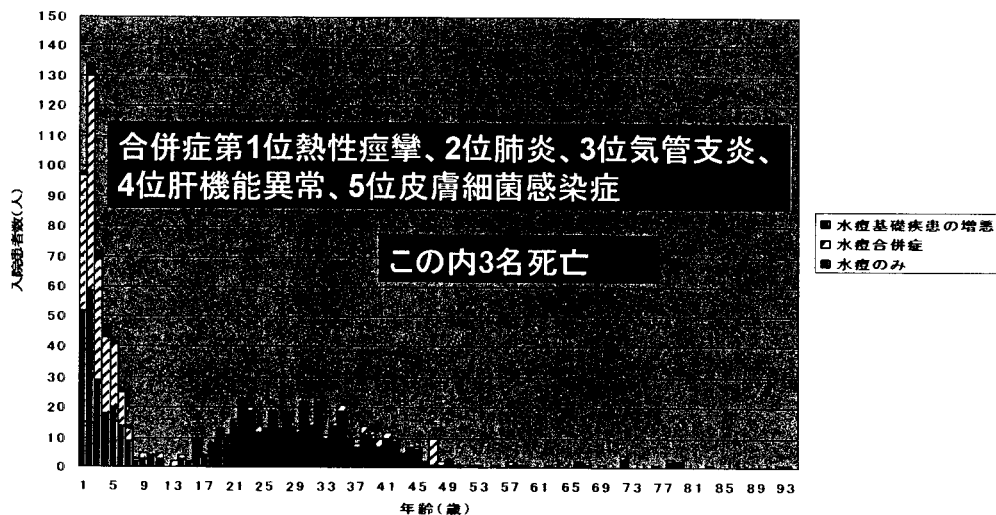 150
140
130
120
110
100
90
80
70
60
50
40
30
20
10
0
入院患者数(人)
合併症第1位熱性痙攣、2位肺炎、3位気管支炎、
4位肝機能異常、5位皮膚細菌感染症
この内3名死亡
水痘基礎疾患の増悪
水痘合併症
水痘のみ
1 5 9 13 17 21 25 29 33 37 41 45 49 53 57 61 65 69 73 77 81 85 89 93
年齢(歳)